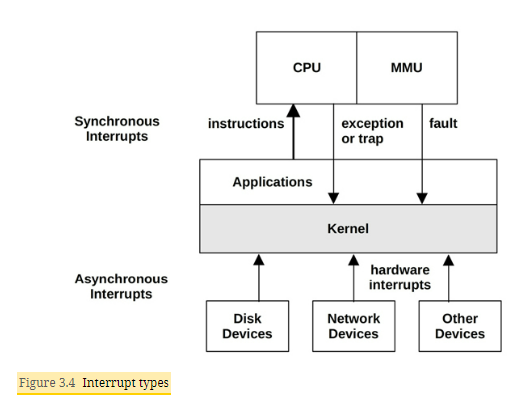 CPU
MMU
Synchronous
Interrupts
instructions
exception
or trap
fault
Applications
Kernel
Asynchronous
Interrupts
hardware
interrupts
Disk
Devices
Network
Devices
Other
Devices
Figure 3.4 Interrupt types